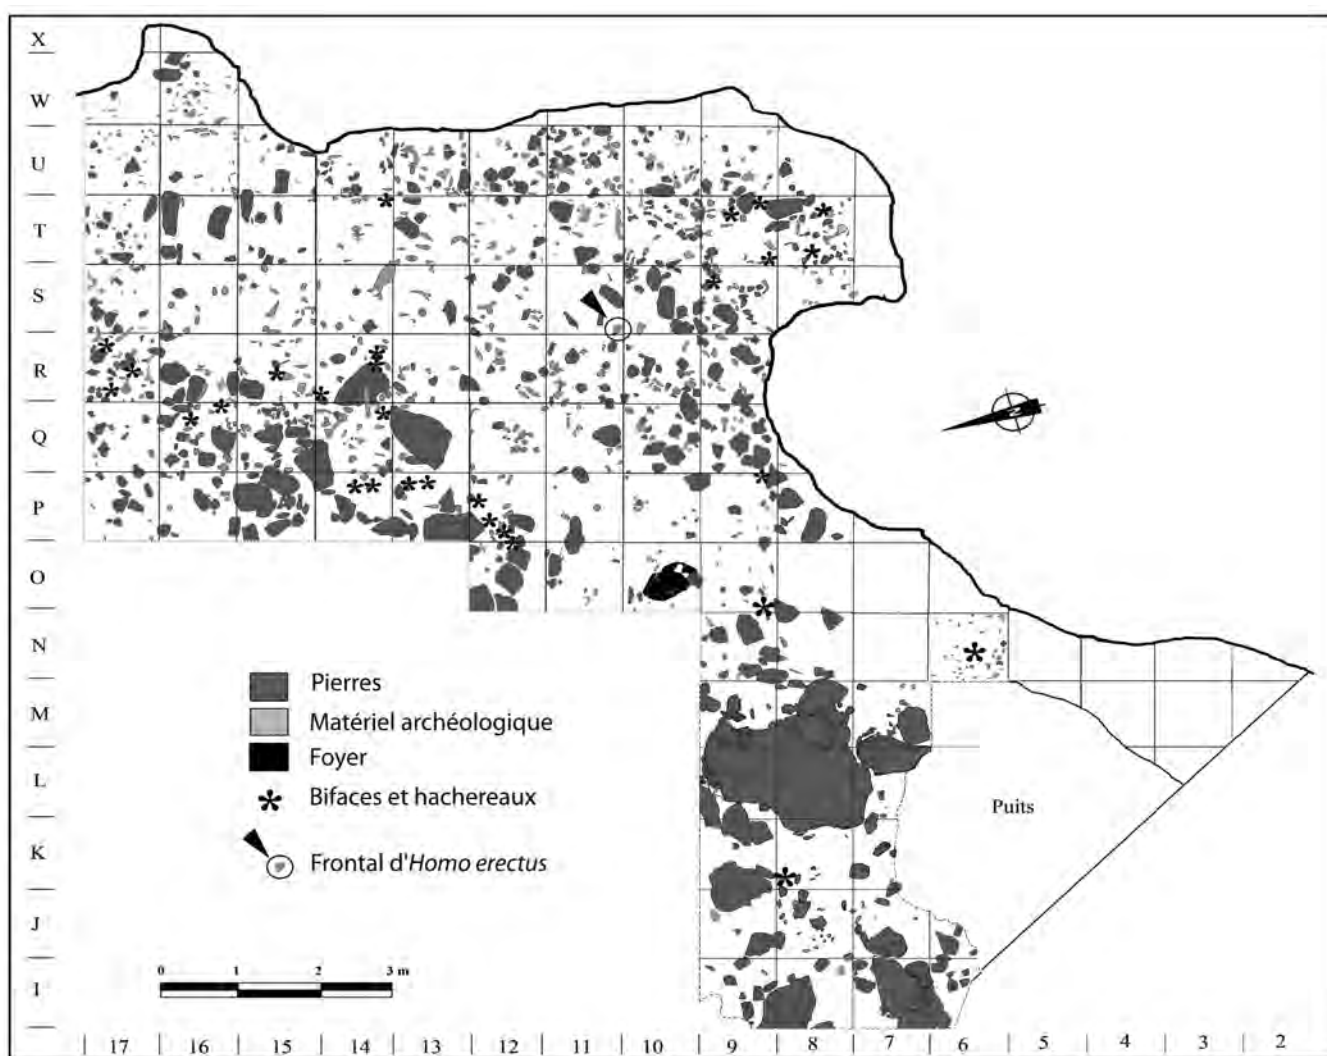 X
W
U
T
S
R
Q
P
O
N
M
L
K
J
I
Pierres
Matériel archéologique
Foyer
Bifaces et hachereaux
Frontal d'Homo erectus
Puits
0 1 2 3 m
17 16 15 14 13 12 11 10 9 8 7 6 5 4 3 2